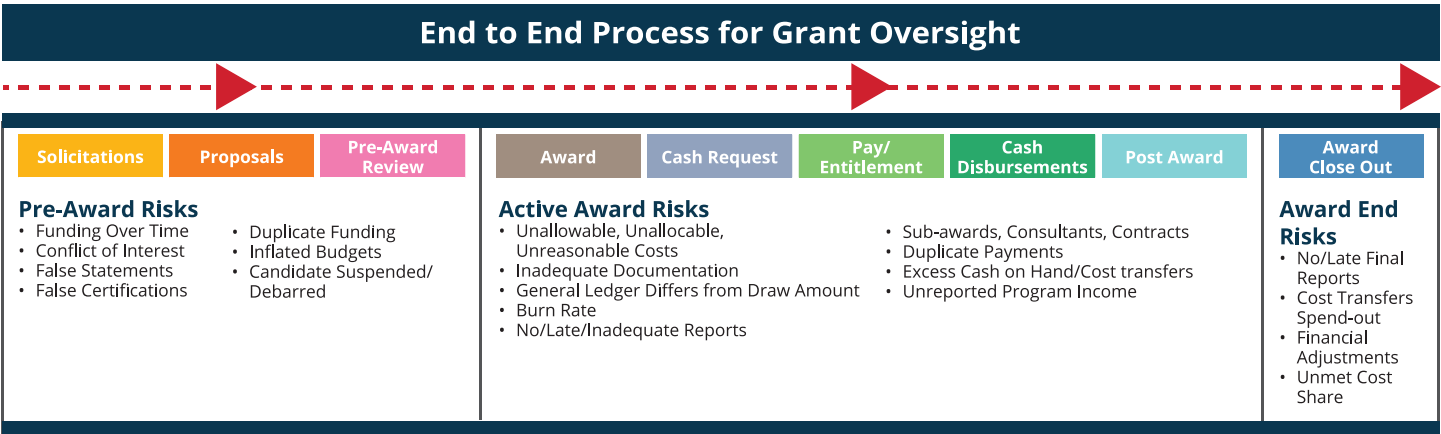 End to End Process for Grant Oversight
Solicitations
Proposals
Pre-Award
Review
Pre-Award Risks
• Funding Over Time
• Conflict of Interest
• False Statements
• False Certifications
• Duplicate Funding
• Inflated Budgets
• Candidate Suspended/
Debarred
Award
Cash Request
Pay/
Entitlement
Cash
Disbursements
Post Award
Active Award Risks
• Unallowable, Unallocable,
Unreasonable Costs
• Inadequate Documentation
• General Ledger Differs from Draw Amount
• Burn Rate
• No/Late/Inadequate Reports
• Sub-awards, Consultants, Contracts
• Duplicate Payments
• Excess Cash on Hand/Cost transfers
• Unreported Program Income
Award
Close Out
Award End
Risks
• No/Late Final
Reports
• Cost Transfers
Spend-out
• Financial
Adjustments
• Unmet Cost
Share